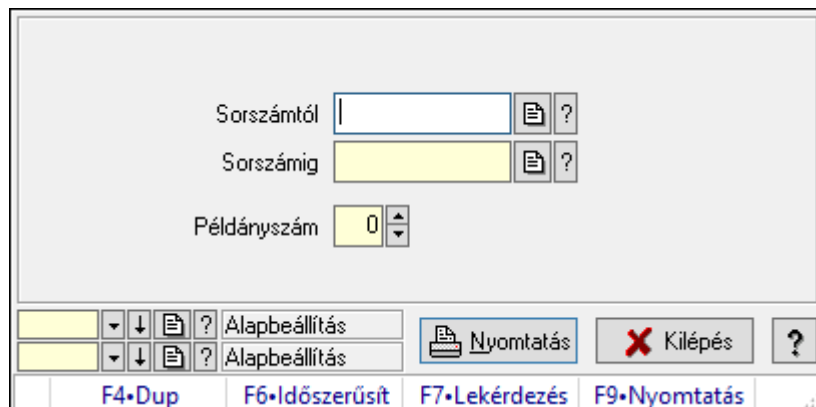 Sorszámtól ?
Sorszámig ?
Példányszám 0
? Alapbeállítás
? Alapbeállítás
Nyomtatás Kilépés ?
F4•Dup F6•Időszerűsít F7•Lekérdezés F9•Nyomtatás